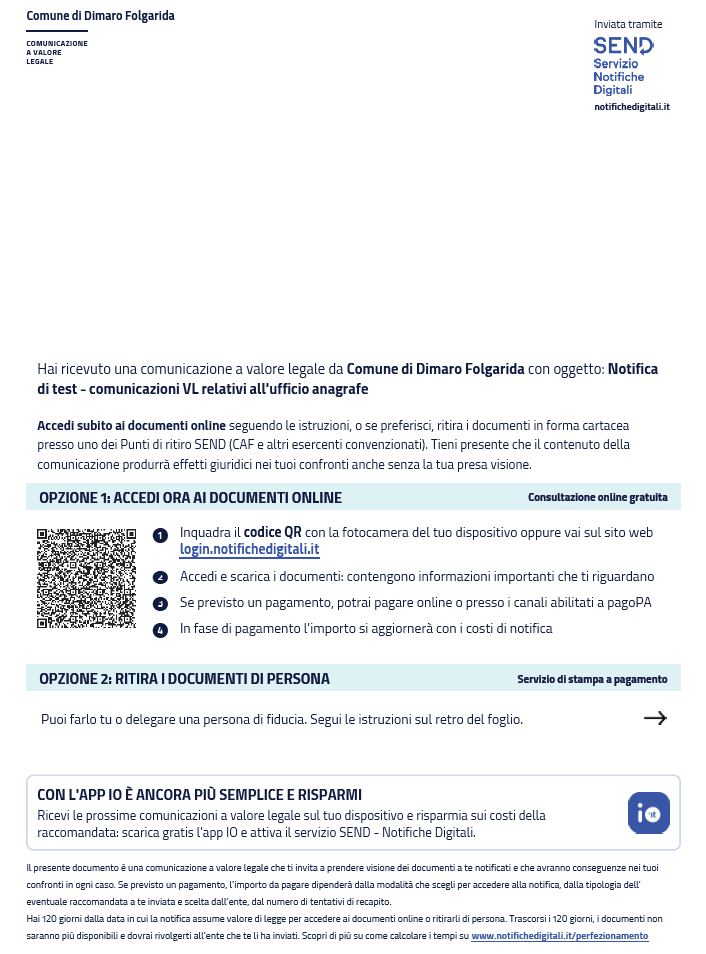 Comune di Dimaro Folgarida
COMUNICAZIONE
A VALORE
LEGALE
Inviata tramite
SEND
Servizio
Notifiche
Digitali
notifichedigitali.it
Hai ricevuto una comunicazione a valore legale da Comune di Dimaro Folgarida con oggetto: Notifica
di test - comunicazioni VL relativi all'ufficio anagrafe
Accedi subito ai documenti online seguendo le istruzioni, o se preferisci, ritira i documenti in forma cartacea
presso uno dei Punti di ritiro SEND (CAF e altri esercenti convenzionati). Tieni presente che il contenuto della
comunicazione produrrà effetti giuridici nei tuoi confronti anche senza la tua presa visione.
OPZIONE 1: ACCEDI ORA AI DOCUMENTI ONLINE
Consultazione online gratuita
1 Inquadra il codice QR con la fotocamera del tuo dispositivo oppure vai sul sito web
login.notifichedigitali.it
2 Accedi e scarica i documenti: contengono informazioni importanti che ti riguardano
3 Se previsto un pagamento, potrai pagare online o presso i canali abilitati a pagoPA
4 In fase di pagamento l'importo si aggiornerà con i costi di notifica
OPZIONE 2: RITIRA I DOCUMENTI DI PERSONA
Servizio di stampa a pagamento
Puoi farlo tu o delegare una persona di fiducia. Segui le istruzioni sul retro del foglio.
CON L'APP IO È ANCORA PIÙ SEMPLICE E RISPARMI
Ricevi le prossime comunicazioni a valore legale sul tuo dispositivo e risparmia sui costi della
raccomandata: scarica gratis l'app IO e attiva il servizio SEND - Notifiche Digitali.
io
Il presente documento è una comunicazione a valore legale che ti invita a prendere visione dei documenti a te notificati e che avranno conseguenze nei tuoi
confronti in ogni caso. Se previsto un pagamento, l'importo da pagare dipenderà dalla modalità che scegli per accedere alla notifica, dalla tipologia dell'
eventuale raccomandata a te inviata e scelta dall'ente, dal numero di tentativi di recapito.
Hai 120 giorni dalla data in cui la notifica assume valore di legge per accedere ai documenti online o ritirarli di persona. Trascorsi i 120 giorni, i documenti non
saranno più disponibili e dovrai rivolgerti all'ente che te li ha inviati. Scopri di più su come calcolare i tempi su www.notifichedigitali.it/perfezionamento